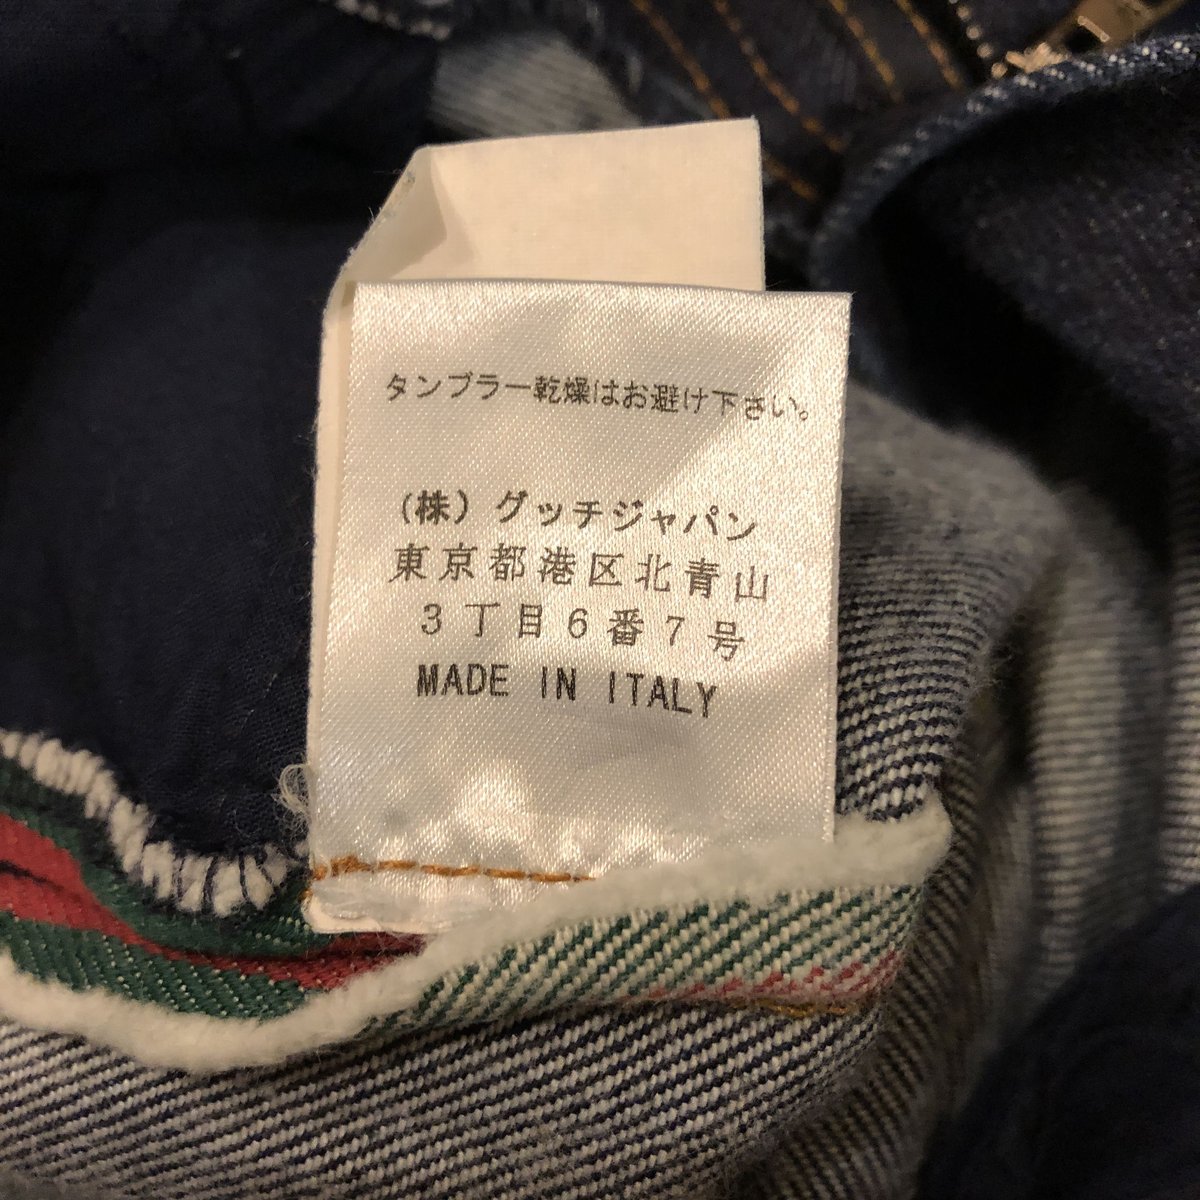 タンブラー乾燥はお避け下さい。
（株）グッチジャパン
東京都港区北青山
３丁目６番７号
MADE IN ITALY